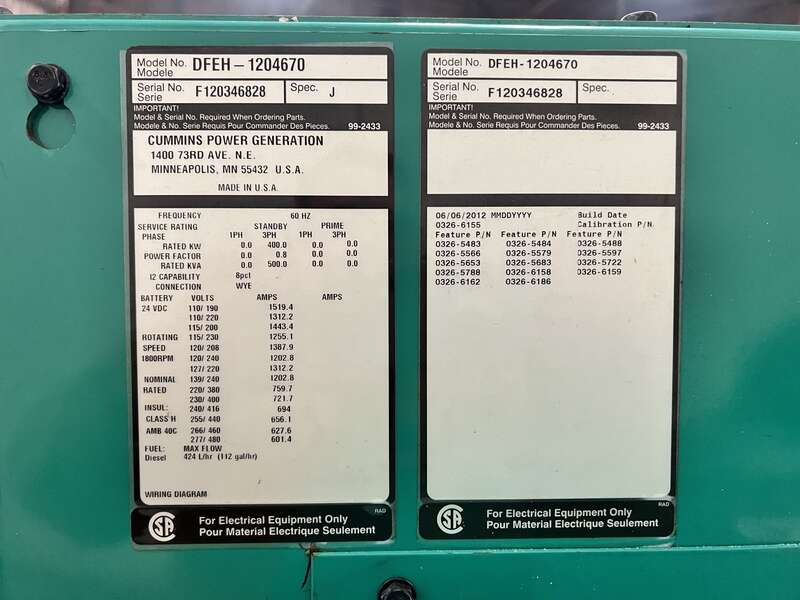 Model No. DFEH-1204670
Modele
Serial No. F120346828 Spec. J
Serie
IMPORTANT!
Model & Serial No. Required When Ordering Parts.
Modele & No. Serie Requis Pour Commander Des Pieces. 99-2433
CUMMINS POWER GENERATION
1400 73RD AVE. N.E.
MINNEAPOLIS, MN 55432 U.S.A.
MADE IN U.S.A.
FREQUENCY 60 HZ
SERVICE RATING STANDBY PRIME
PHASE 1PH 3PH 1PH 3PH
RATED KW 0.0 400.0 0.0 0.0
POWER FACTOR 0.0 0.8 0.0 0.0
RATED KVA 0.0 500.0 0.0 0.0
I2 CAPABILITY 8pct
CONNECTION WYE
BATTERY VOLTS AMPS AMPS
24 VDC 110/ 190 1519.4
110/ 220 1312.2
115/ 200 1443.4
ROTATING 115/ 230 1255.1
SPEED 120/ 208 1387.9
1800RPM 120/ 240 1202.8
127/ 220 1312.2
NOMINAL 139/ 240 1202.8
RATED 220/ 380 759.7
230/ 400 721.7
INSUL: 240/ 416 694
CLASS H 255/ 440 656.1
AMB 40C 266/ 460 627.6
277/ 480 601.4
FUEL: MAX FLOW
Diesel 424 L/hr (112 gal/hr)
WIRING DIAGRAM
RAD
SA
For Electrical Equipment Only
Pour Material Electrique Seulement
Model No. DFEH-1204670
Modele
Serial No. F120346828 Spec.
Serie
IMPORTANT!
Model & Serial No. Required When Ordering Parts.
Modele & No. Serie Requis Pour Commander Des Pieces. 99-2433
06/06/2012 MMDDYYYY Build Date
0326-6155 Calibration P/N
Feature P/N Feature P/N Feature P/N
0326-5483 0326-5484 0326-5488
0326-5566 0326-5579 0326-5597
0326-5653 0326-5683 0326-5722
0326-5788 0326-6158 0326-6159
0326-6162 0326-6186
RAD
SA
For Electrical Equipment Only
Pour Material Electrique Seulement